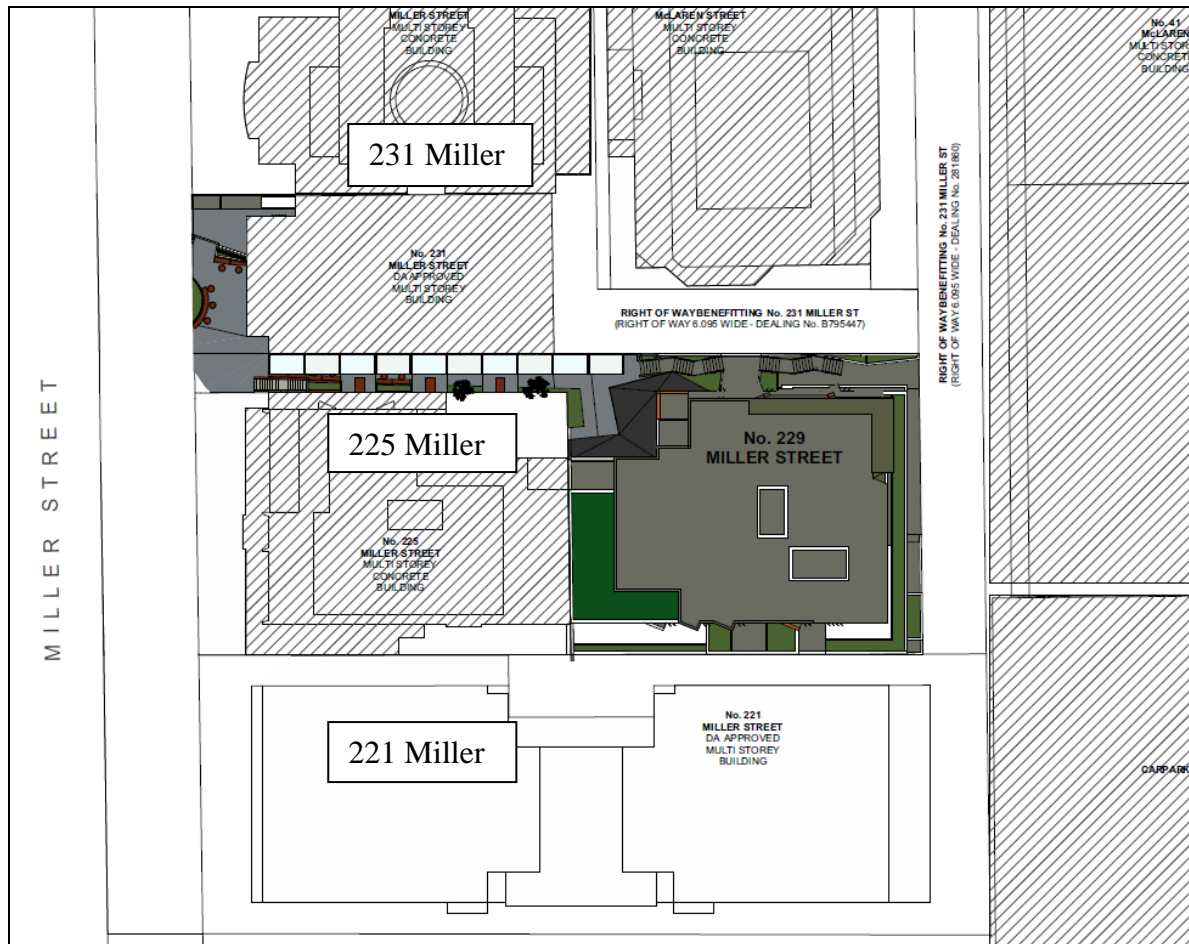 MILLER STREET
MULTI STOREY
CONCRETE
BUILDING
McLAREN STREET
MULTI STOREY
CONCRETE
BUILDING
No. 41
McLAREN
MULTI STOREY
CONCRETE
BUILDING
231 Miller
No. 231
MILLER STREET
DA APPROVED
MULTI STOREY
BUILDING
RIGHT OF WAYBENEFITTING No. 231 MILLER ST
(RIGHT OF WAY 6.095 WIDE - DEALING No. B795447)
RIGHT OF WAYBENEFITTING No. 231 MILLER ST
(RIGHT OF WAY 6.095 WIDE - DEALING No. 281860)
MILLER STREET
225 Miller
No. 229
MILLER STREET
No. 225
MILLER STREET
MULTI STOREY
CONCRETE
BUILDING
221 Miller
No. 221
MILLER STREET
DA APPROVED
MULTI STOREY
BUILDING
CARPARK